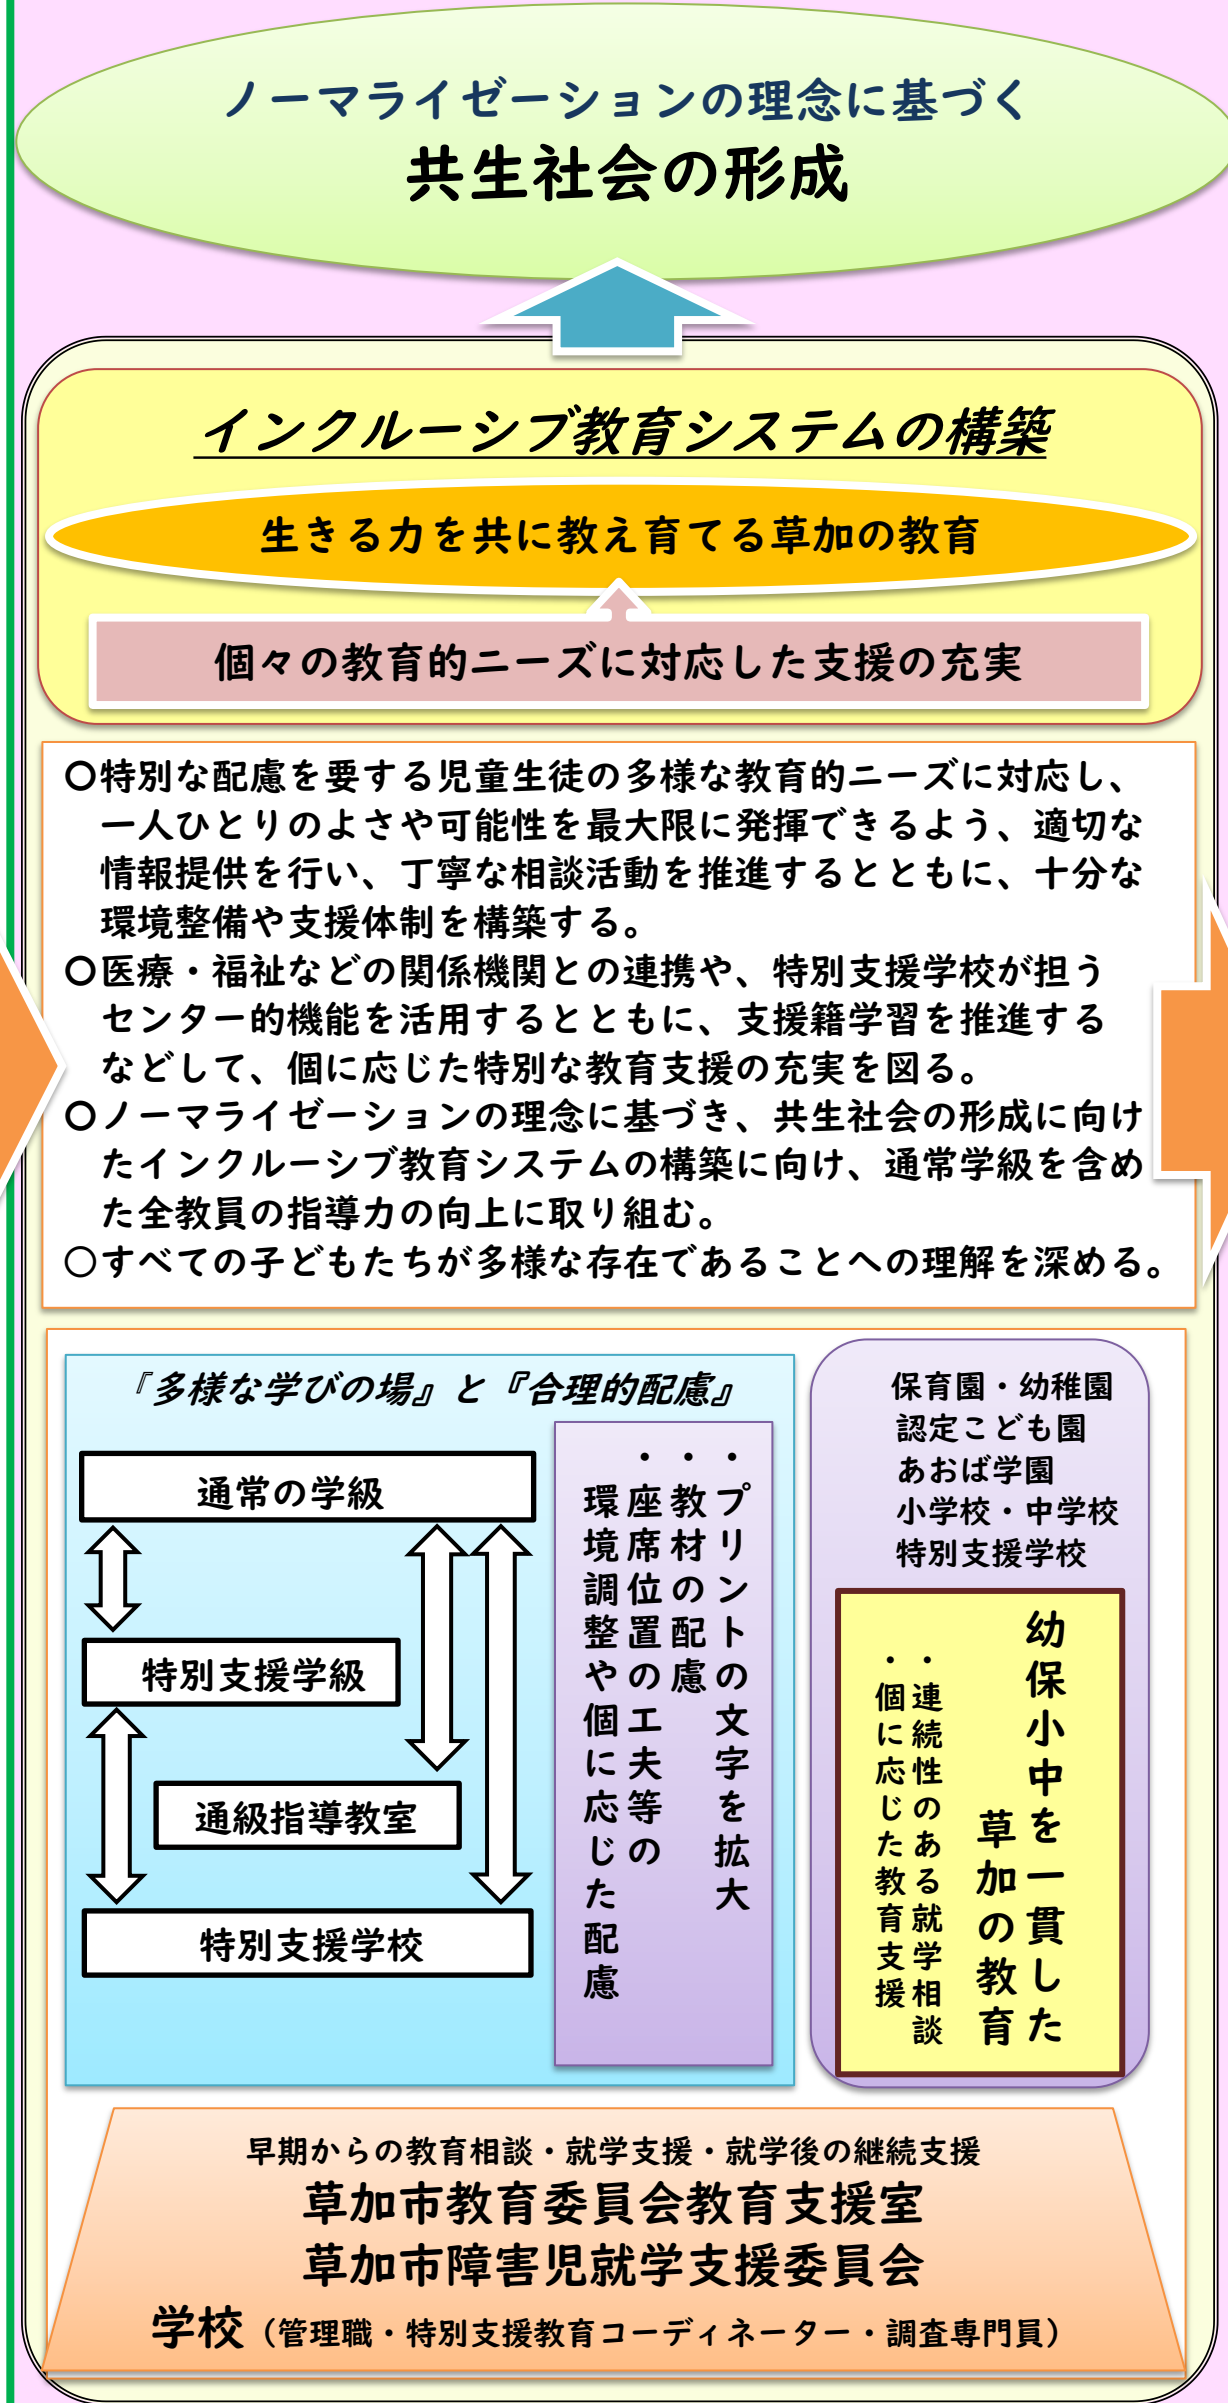 ノーマライゼーションの理念に基づく
共生社会の形成
インクルーシブ教育システムの構築
生きる力を共に教え育てる草加の教育
個々の教育的ニーズに対応した支援の充実
〇特別な配慮を要する児童生徒の多様な教育的ニーズに対応し、
一人ひとりのよさや可能性を最大限に発揮できるよう、適切な
情報提供を行い、丁寧な相談活動を推進するとともに、十分な
環境整備や支援体制を構築する。
〇医療・福祉などの関係機関との連携や、特別支援学校が担う
センター的機能を活用するとともに、支援籍学習を推進する
などして、個に応じた特別な教育支援の充実を図る。
〇ノーマライゼーションの理念に基づき、共生社会の形成に向け
たインクルーシブ教育システムの構築に向け、通常学級を含め
た全教員の指導力の向上に取り組む。
〇すべての子どもたちが多様な存在であることへの理解を深める。
『多様な学びの場』と『合理的配慮』
通常の学級
特別支援学級
通級指導教室
特別支援学校
・プリントの文字を拡大
・教材の配慮
・座席位置の工夫等の
環境調整や個に応じた配慮
保育園・幼稚園
認定こども園
あおば学園
小学校・中学校
特別支援学校
幼保小中を一貫した
草加の教育
・連続性のある就学相談
・個に応じた教育支援
早期からの教育相談・就学支援・就学後の継続支援
草加市教育委員会教育支援室
草加市障害児就学支援委員会
学校（管理職・特別支援教育コーディネーター・調査専門員）